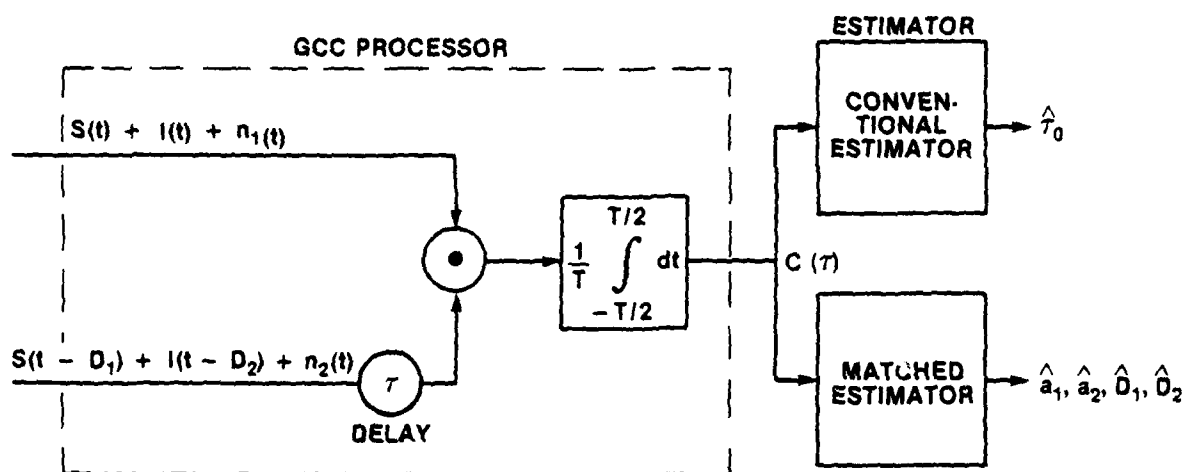 GCC PROCESSOR
S(t) + I(t) + n₁(t)
S(t - D₁) + I(t - D₂) + n₂(t)
τ
DELAY
1/T ∫ dt
T/2
- T/2
C (τ)
ESTIMATOR
CONVEN-
TIONAL
ESTIMATOR
τ̂₀
MATCHED
ESTIMATOR
â₁, â₂, D̂₁, D̂₂